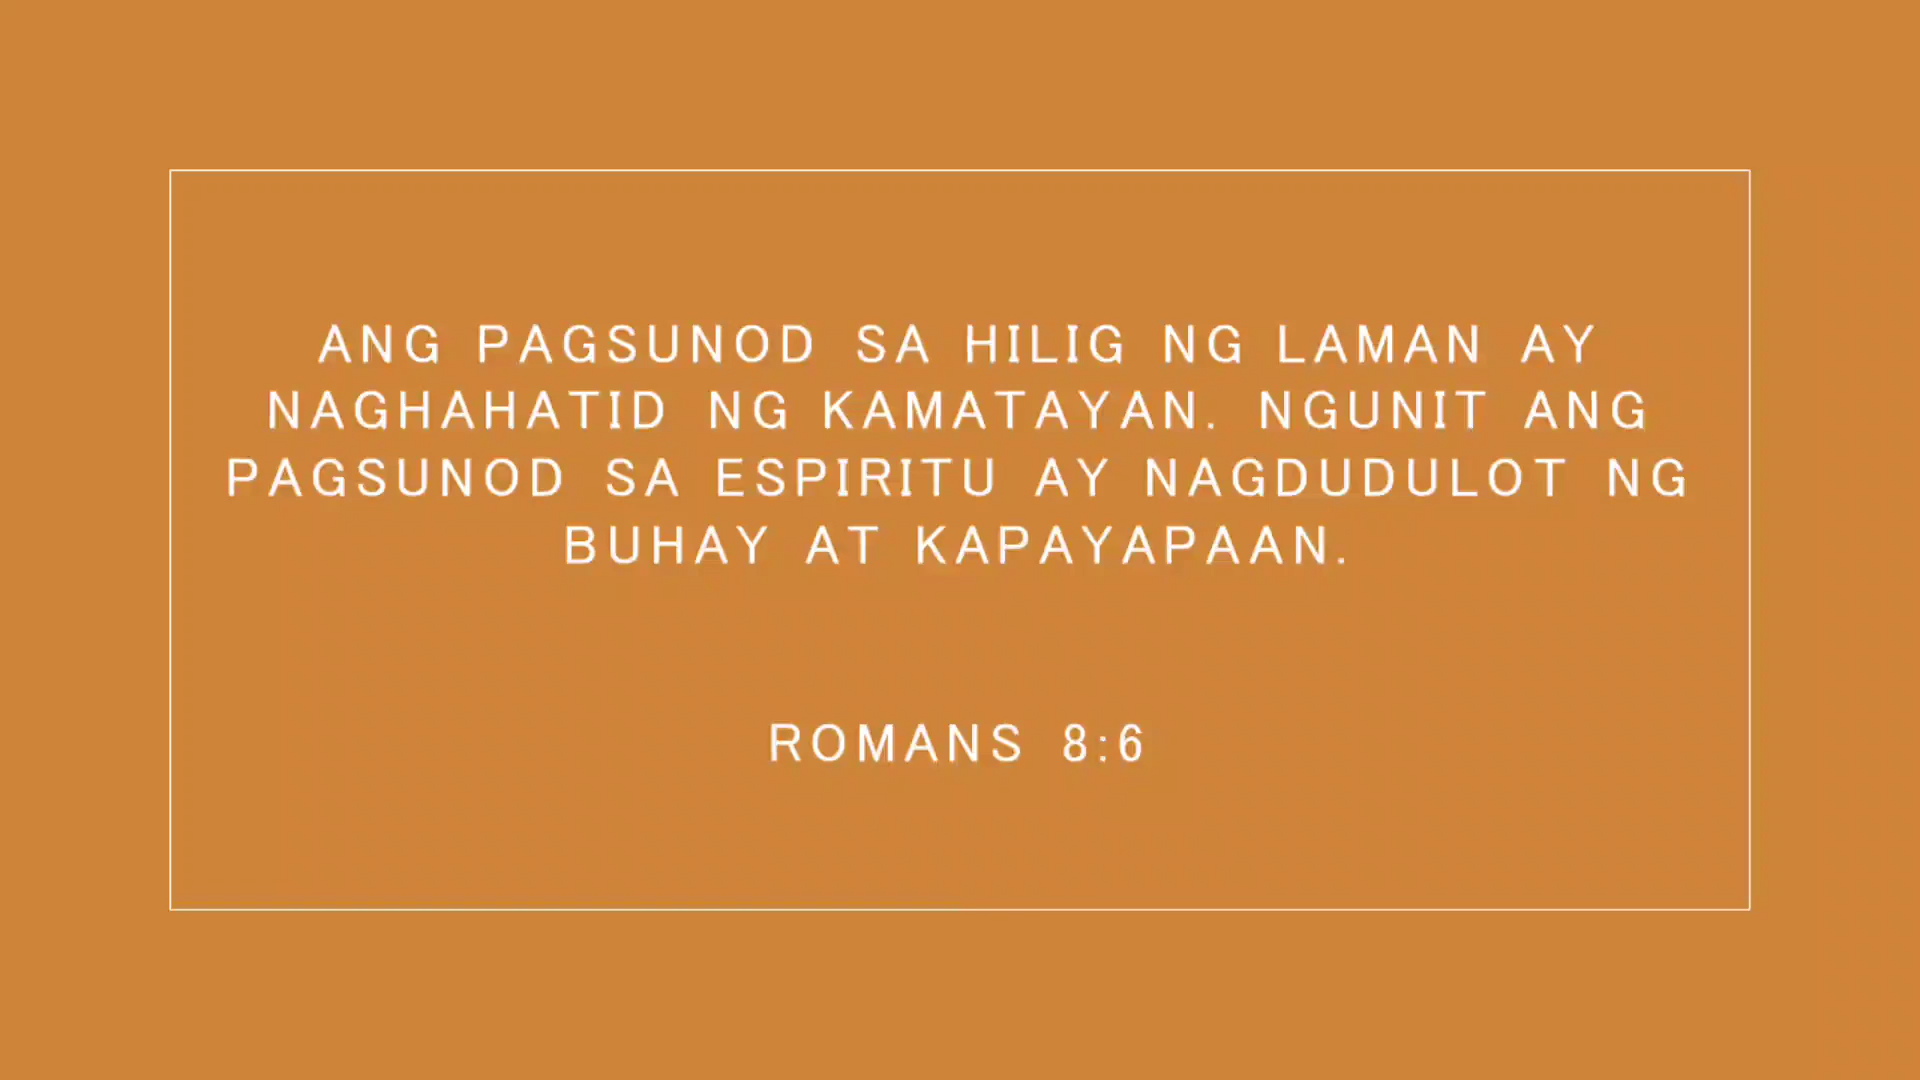 ANG PAGSUNOD SA HILIG NG LAMAN AY
NAGHAHATID NG KAMATAYAN. NGUNIT ANG
PAGSUNOD SA ESPIRITU AY NAGDUDULOT NG
BUHAY AT KAPAYAPAAN.
ROMANS 8:6